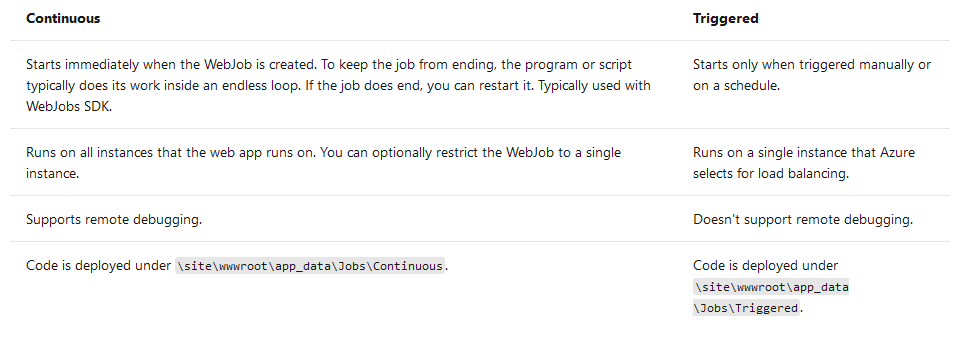 Continuous
Triggered
Starts immediately when the WebJob is created. To keep the job from ending, the program or script
typically does its work inside an endless loop. If the job does end, you can restart it. Typically used with
WebJobs SDK.
Starts only when triggered manually or
on a schedule.
Runs on all instances that the web app runs on. You can optionally restrict the WebJob to a single
instance.
Runs on a single instance that Azure
selects for load balancing.
Supports remote debugging.
Doesn't support remote debugging.
Code is deployed under \site\wwwroot\app_data\Jobs\Continuous.
Code is deployed under
\site\wwwroot\app_data
\Jobs\Triggered.